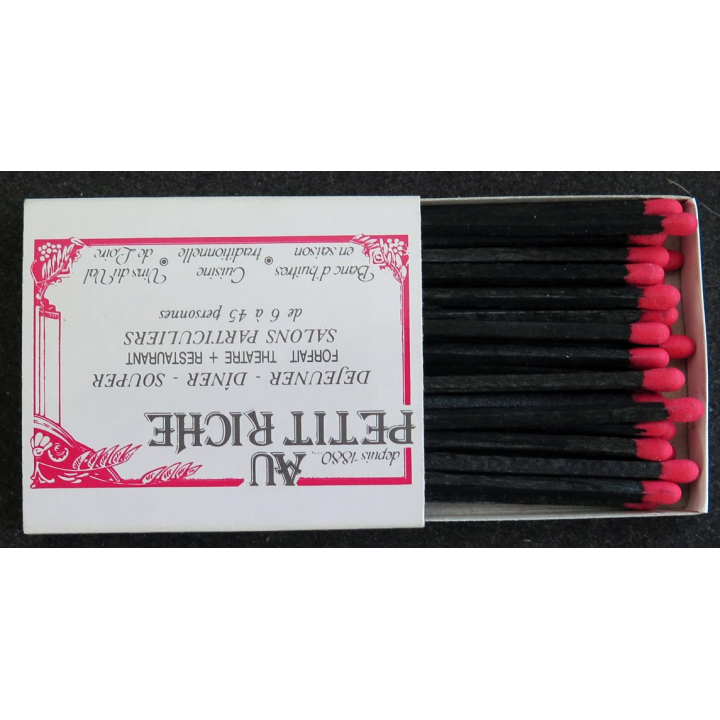 depuis 1880...
AU
PETIT RICHE
DEJEUNER - DÎNER - SOUPER
FORFAIT THEATRE + RESTAURANT
SALONS PARTICULIERS
de 6 à 45 personnes
Banc d'huitres • Cuisine • Vins du Val
en saison traditionnelle de Loire